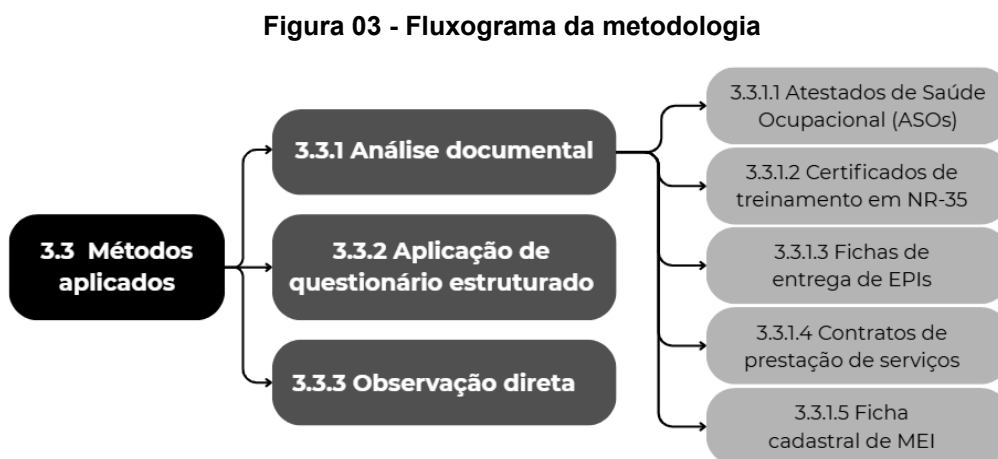 Figura 03 - Fluxograma da metodologia
3.3 Métodos
aplicados
3.3.1 Análise documental
3.3.2 Aplicação de
questionário estruturado
3.3.3 Observação direta
3.3.1.1 Atestados de Saúde
Ocupacional (ASOs)
3.3.1.2 Certificados de
treinamento em NR-35
3.3.1.3 Fichas de
entrega de EPIs
3.3.1.4 Contratos de
prestação de serviços
3.3.1.5 Ficha
cadastral de MEI